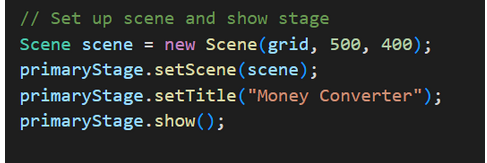 // Set up scene and show stage
Scene scene = new Scene(grid, 500, 400);
primaryStage.setScene(scene);
primaryStage.setTitle("Money Converter");
primaryStage.show();